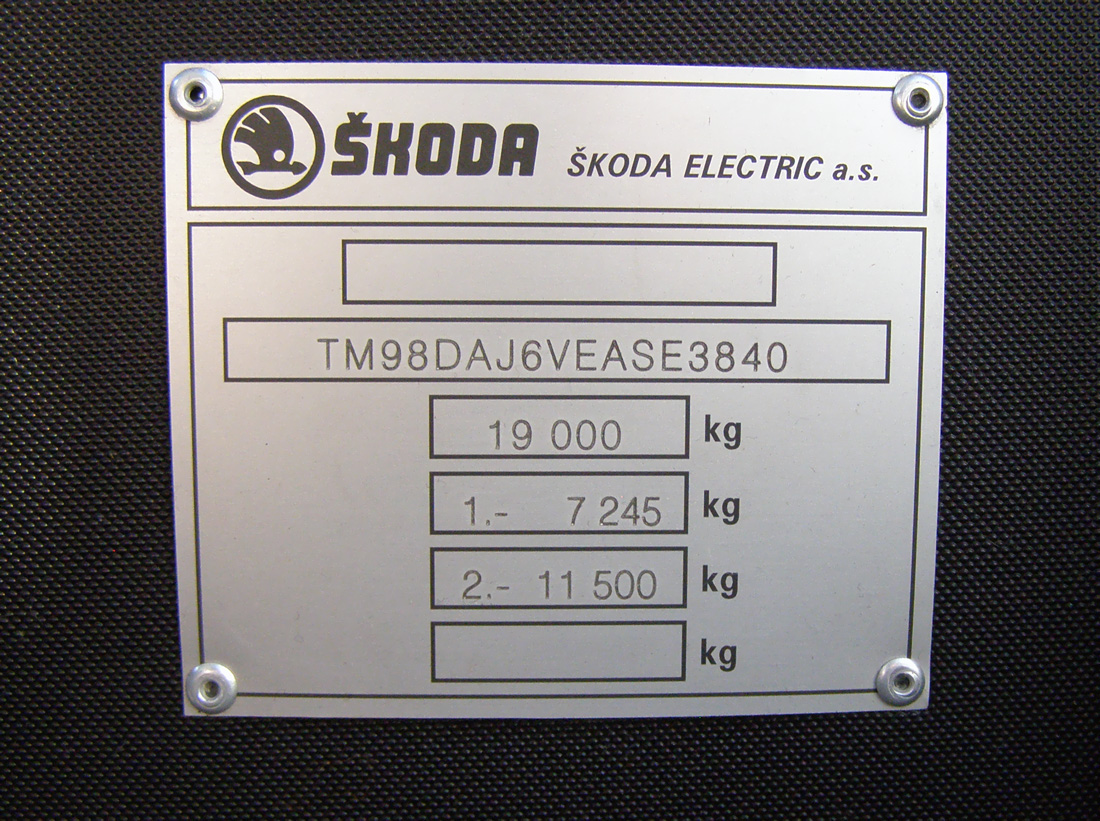 ŠKODA ŠKODA ELECTRIC a.s.
TM98DAJ6VEASE3840
19 000 kg
1.- 7 245 kg
2.- 11 500 kg
kg